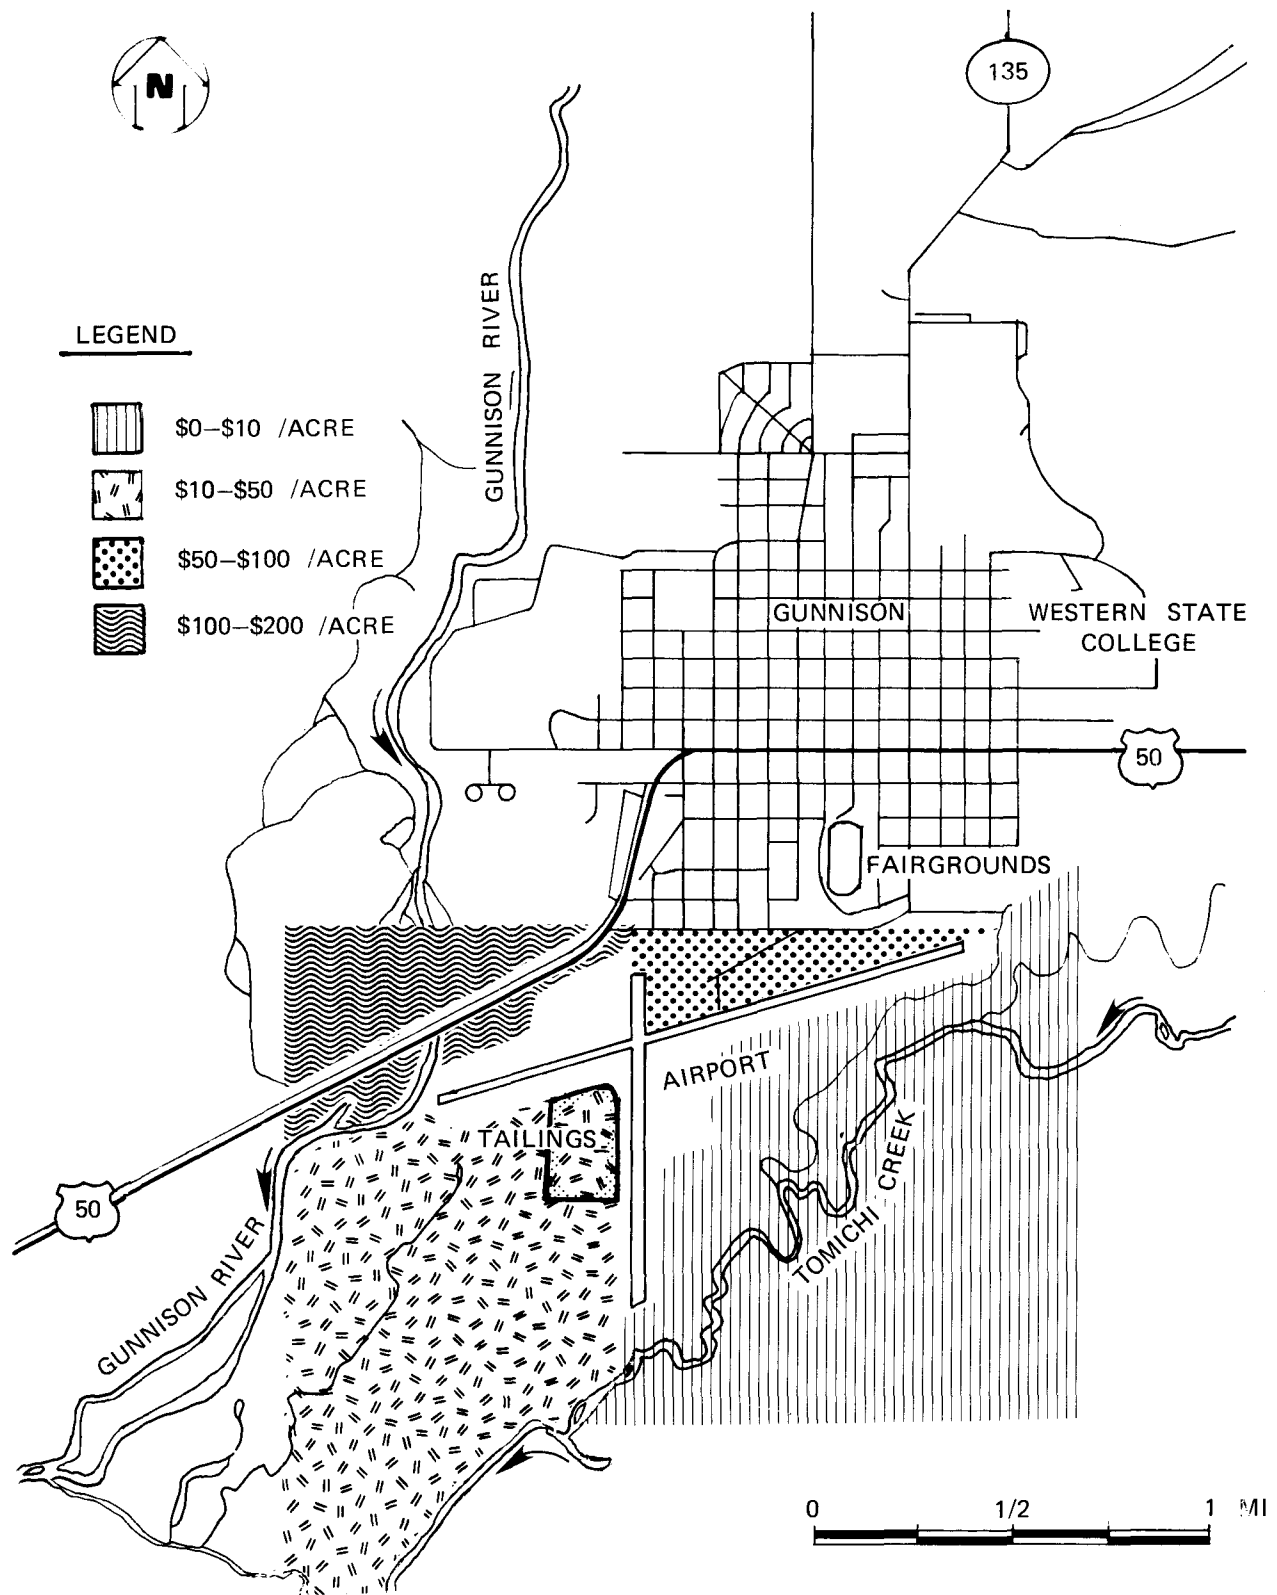 N
135
GUNNISON RIVER
LEGEND
$0–$10 /ACRE
$10–$50 /ACRE
$50–$100 /ACRE
$100–$200 /ACRE
GUNNISON
WESTERN STATE
COLLEGE
50
FAIRGROUNDS
AIRPORT
TAILINGS
TOMICHI CREEK
50
GUNNISON RIVER
0 1/2 1 MI